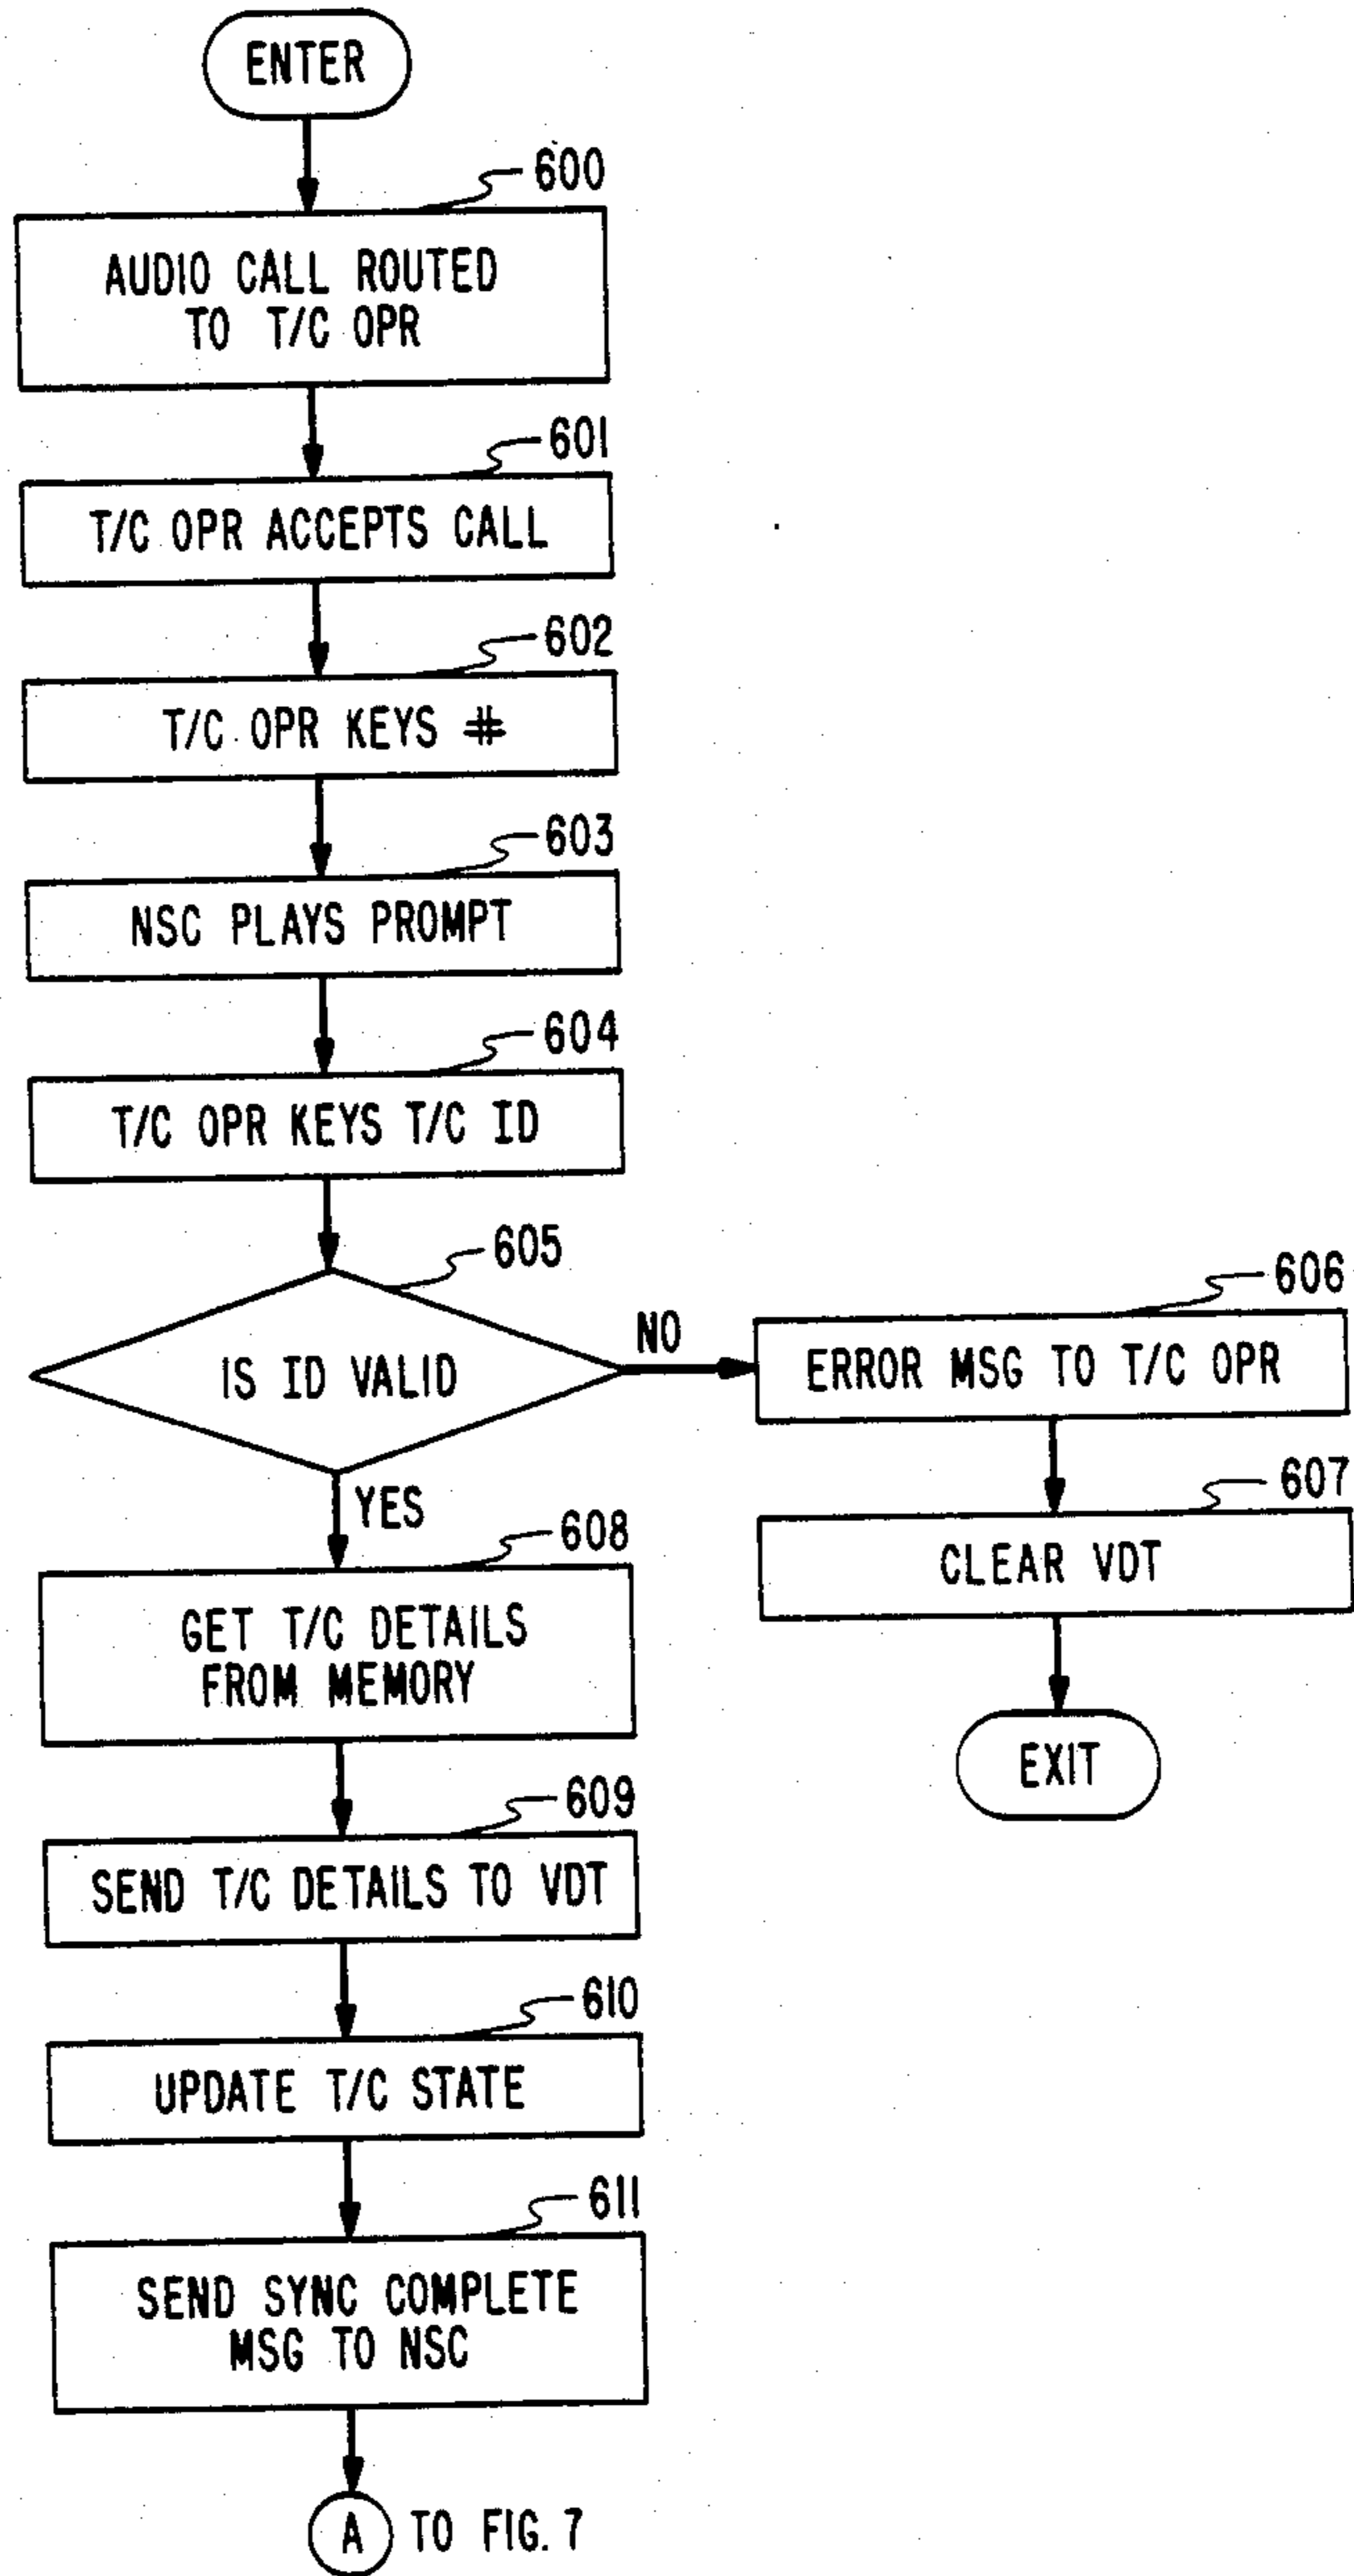 ENTER
600
AUDIO CALL ROUTED
TO T/C OPR
601
T/C OPR ACCEPTS CALL
602
T/C OPR KEYS #
603
NSC PLAYS PROMPT
604
T/C OPR KEYS T/C ID
605
IS ID VALID
NO
606
ERROR MSG TO T/C OPR
607
CLEAR VDT
EXIT
YES
608
GET T/C DETAILS
FROM MEMORY
609
SEND T/C DETAILS TO VDT
610
UPDATE T/C STATE
611
SEND SYNC COMPLETE
MSG TO NSC
A TO FIG. 7